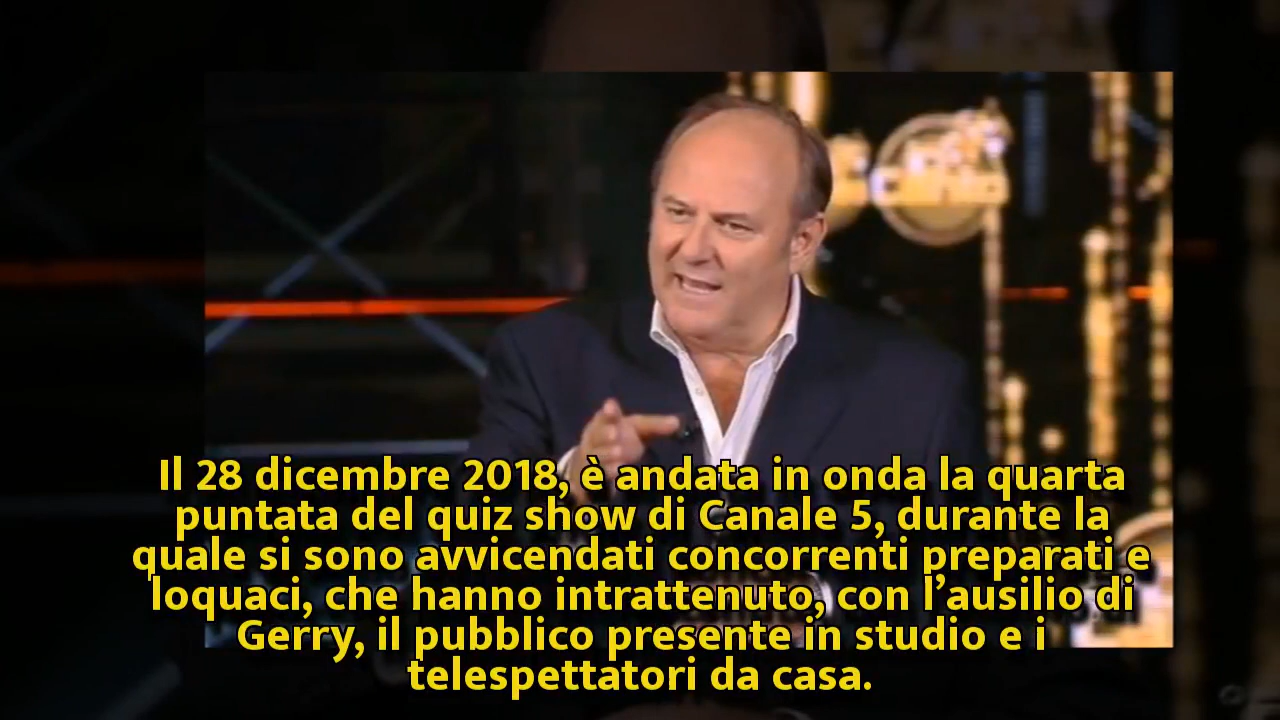 Il 28 dicembre 2018, è andata in onda la quarta
puntata del quiz show di Canale 5, durante la
quale si sono avvicendati concorrenti preparati e
loquaci, che hanno intrattenuto, con l'ausilio di
Gerry, il pubblico presente in studio e i
telespettatori da casa.